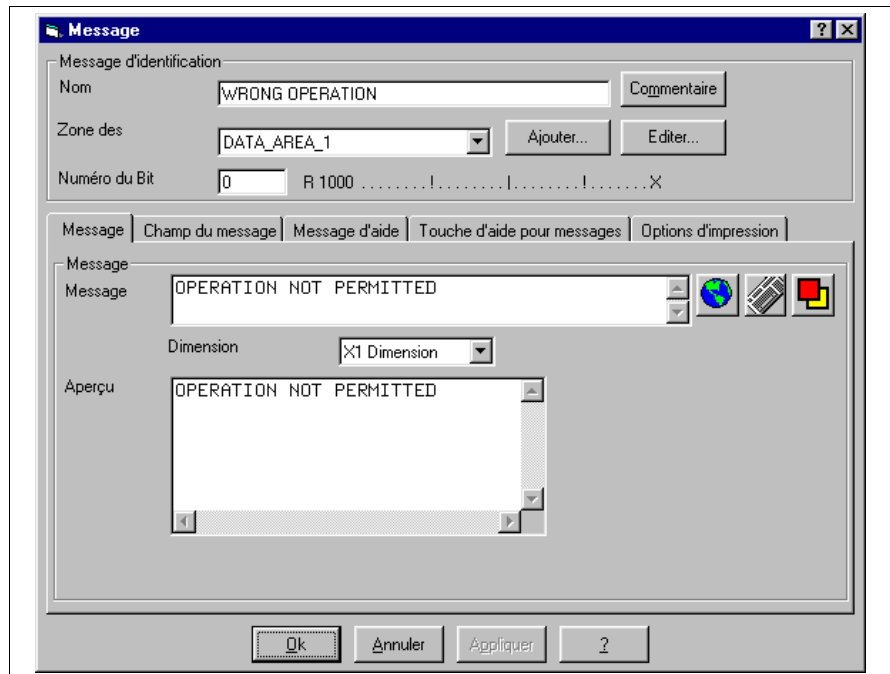 Message
Message d'identification
Nom
WRONG OPERATION
Commentaire
Zone des
DATA_AREA_1
Ajouter...
Editer...
Numéro du Bit
0
R 1000 ........!........|........!.......X
Message
Champ du message
Message d'aide
Touche d'aide pour messages
Options d'impression
Message
Message
OPERATION NOT PERMITTED
Dimension
X1 Dimension
Aperçu
OPERATION NOT PERMITTED
Ok
Annuler
Appliquer
?